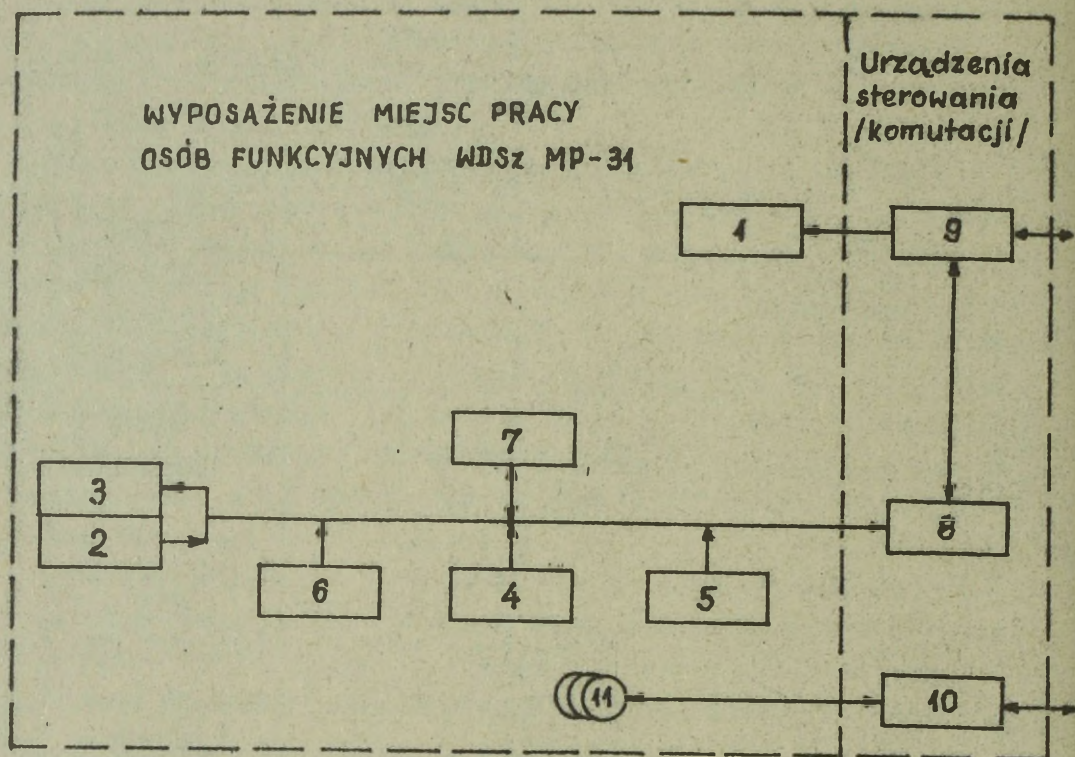 WYPOSAŻENIE MIEJSC PRACY
OSÓB FUNKCYJNYCH WDSz MP-31
Urządzenia
sterowania
/komutacji/
1
9
7
3
2
8
6
4
5
11
10